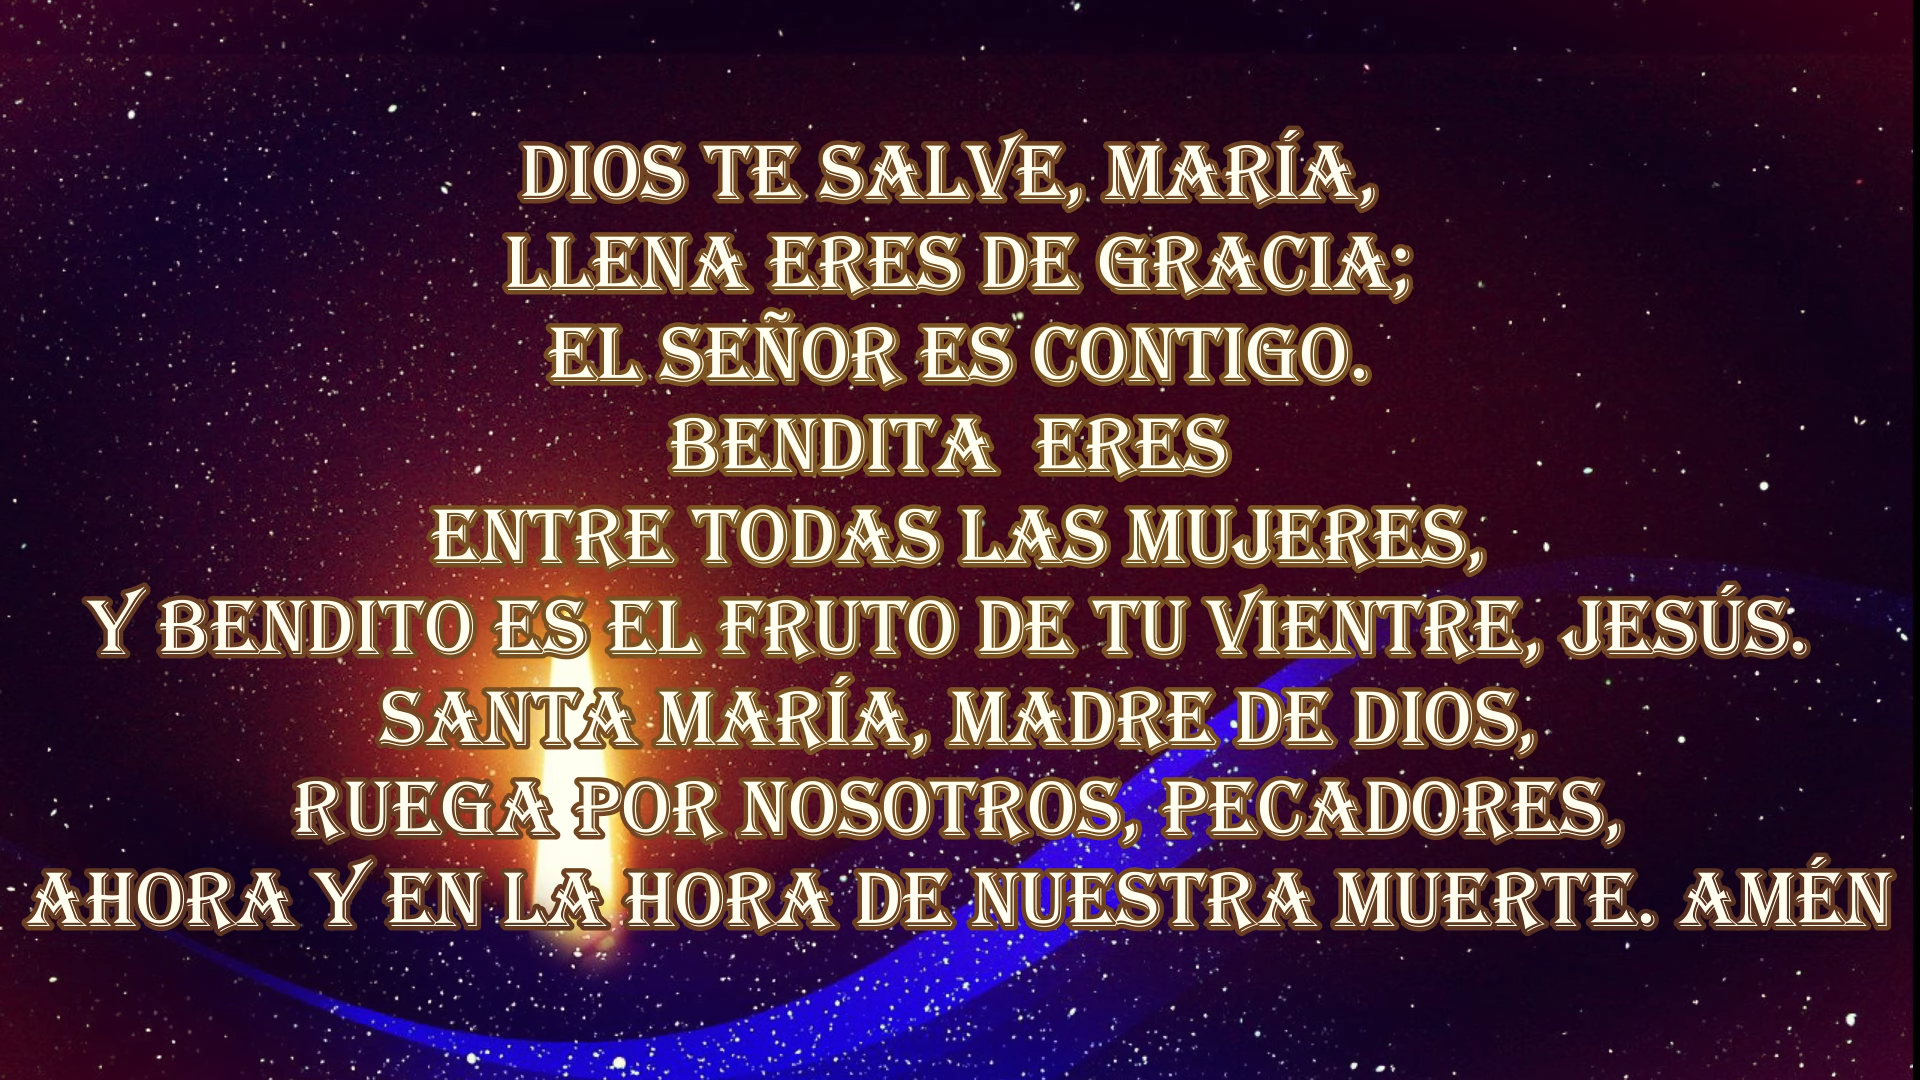 DIOS TE SALVE, MARÍA,
LLENA ERES DE GRACIA;
EL SEÑOR ES CONTIGO.
BENDITA  ERES
ENTRE TODAS LAS MUJERES,
Y BENDITO ES EL FRUTO DE TU VIENTRE, JESÚS.
SANTA MARÍA, MADRE DE DIOS,
RUEGA POR NOSOTROS, PECADORES,
AHORA Y EN LA HORA DE NUESTRA MUERTE. AMÉN